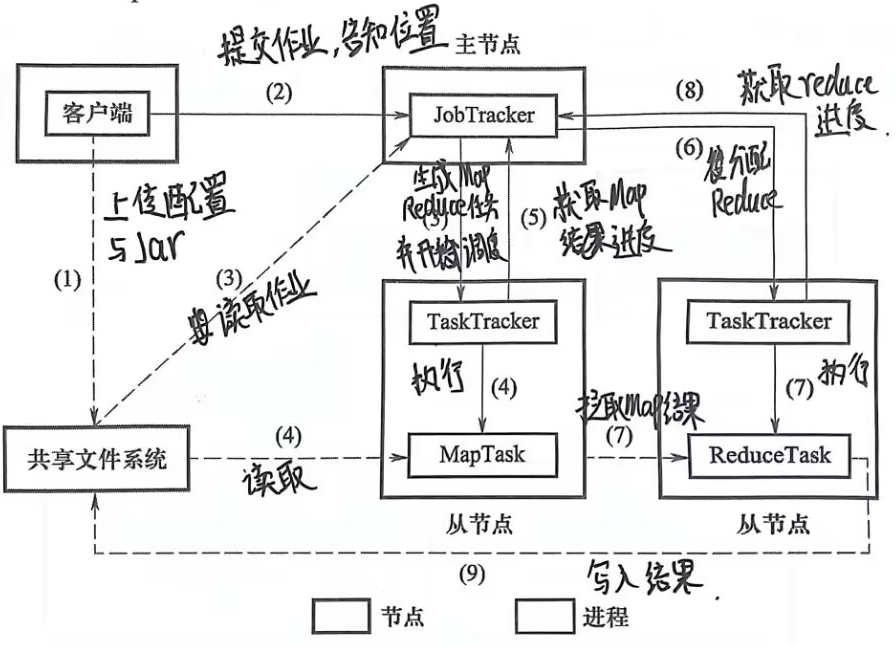 提交作业,告知位置
主节点
客户端
(2)
JobTracker
(8)
获取reduce
进度.
(6)
被分配
Reduce
上传配置
与Jar
(1)
(3)
读取作业
生成Map
Reduce任务
(3)
并开始调度
(5)
获取Map
结果进度
TaskTracker
TaskTracker
执行
(4)
(7)
执行
共享文件系统
(4)
读取
MapTask
拉取Map结果
(7)
ReduceTask
从节点
从节点
(9)
写入结果.
节点
进程